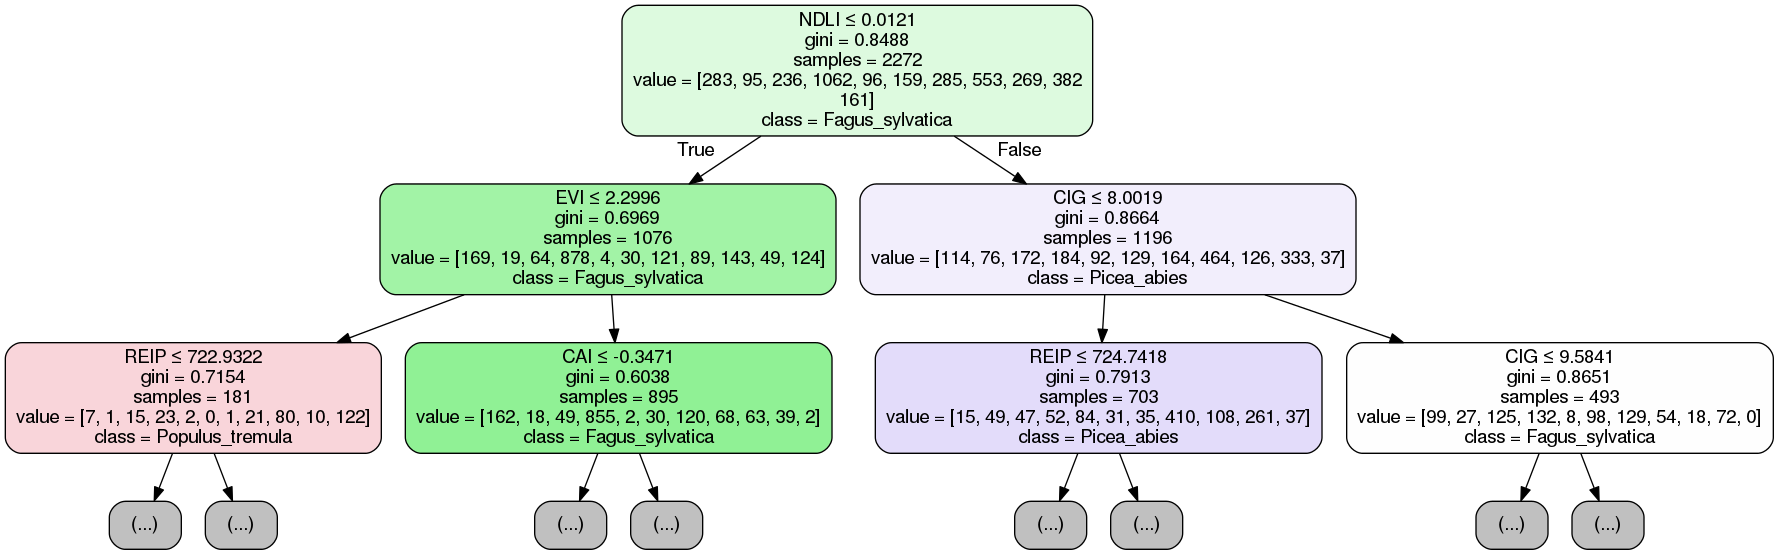 NDLI ≤ 0.0121
gini = 0.8488
samples = 2272
value = [283, 95, 236, 1062, 96, 159, 285, 553, 269, 382
161]
class = Fagus_sylvatica
True
False
EVI ≤ 2.2996
gini = 0.6969
samples = 1076
value = [169, 19, 64, 878, 4, 30, 121, 89, 143, 49, 124]
class = Fagus_sylvatica
CIG ≤ 8.0019
gini = 0.8664
samples = 1196
value = [114, 76, 172, 184, 92, 129, 164, 464, 126, 333, 37]
class = Picea_abies
REIP ≤ 722.9322
gini = 0.7154
samples = 181
value = [7, 1, 15, 23, 2, 0, 1, 21, 80, 10, 122]
class = Populus_tremula
CAI ≤ -0.3471
gini = 0.6038
samples = 895
value = [162, 18, 49, 855, 2, 30, 120, 68, 63, 39, 2]
class = Fagus_sylvatica
REIP ≤ 724.7418
gini = 0.7913
samples = 703
value = [15, 49, 47, 52, 84, 31, 35, 410, 108, 261, 37]
class = Picea_abies
CIG ≤ 9.5841
gini = 0.8651
samples = 493
value = [99, 27, 125, 132, 8, 98, 129, 54, 18, 72, 0]
class = Fagus_sylvatica
(...)
(...)
(...)
(...)
(...)
(...)
(...)
(...)